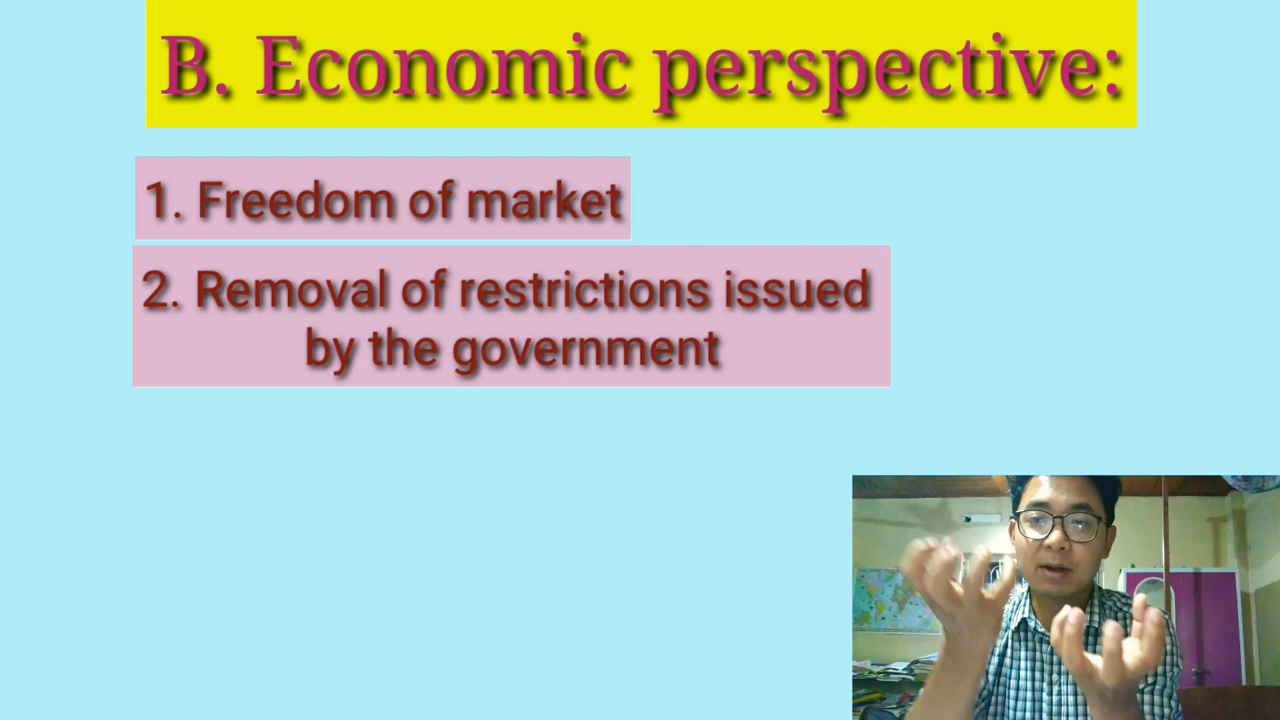 B. Economic perspective:
1. Freedom of market
2. Removal of restrictions issued
by the government